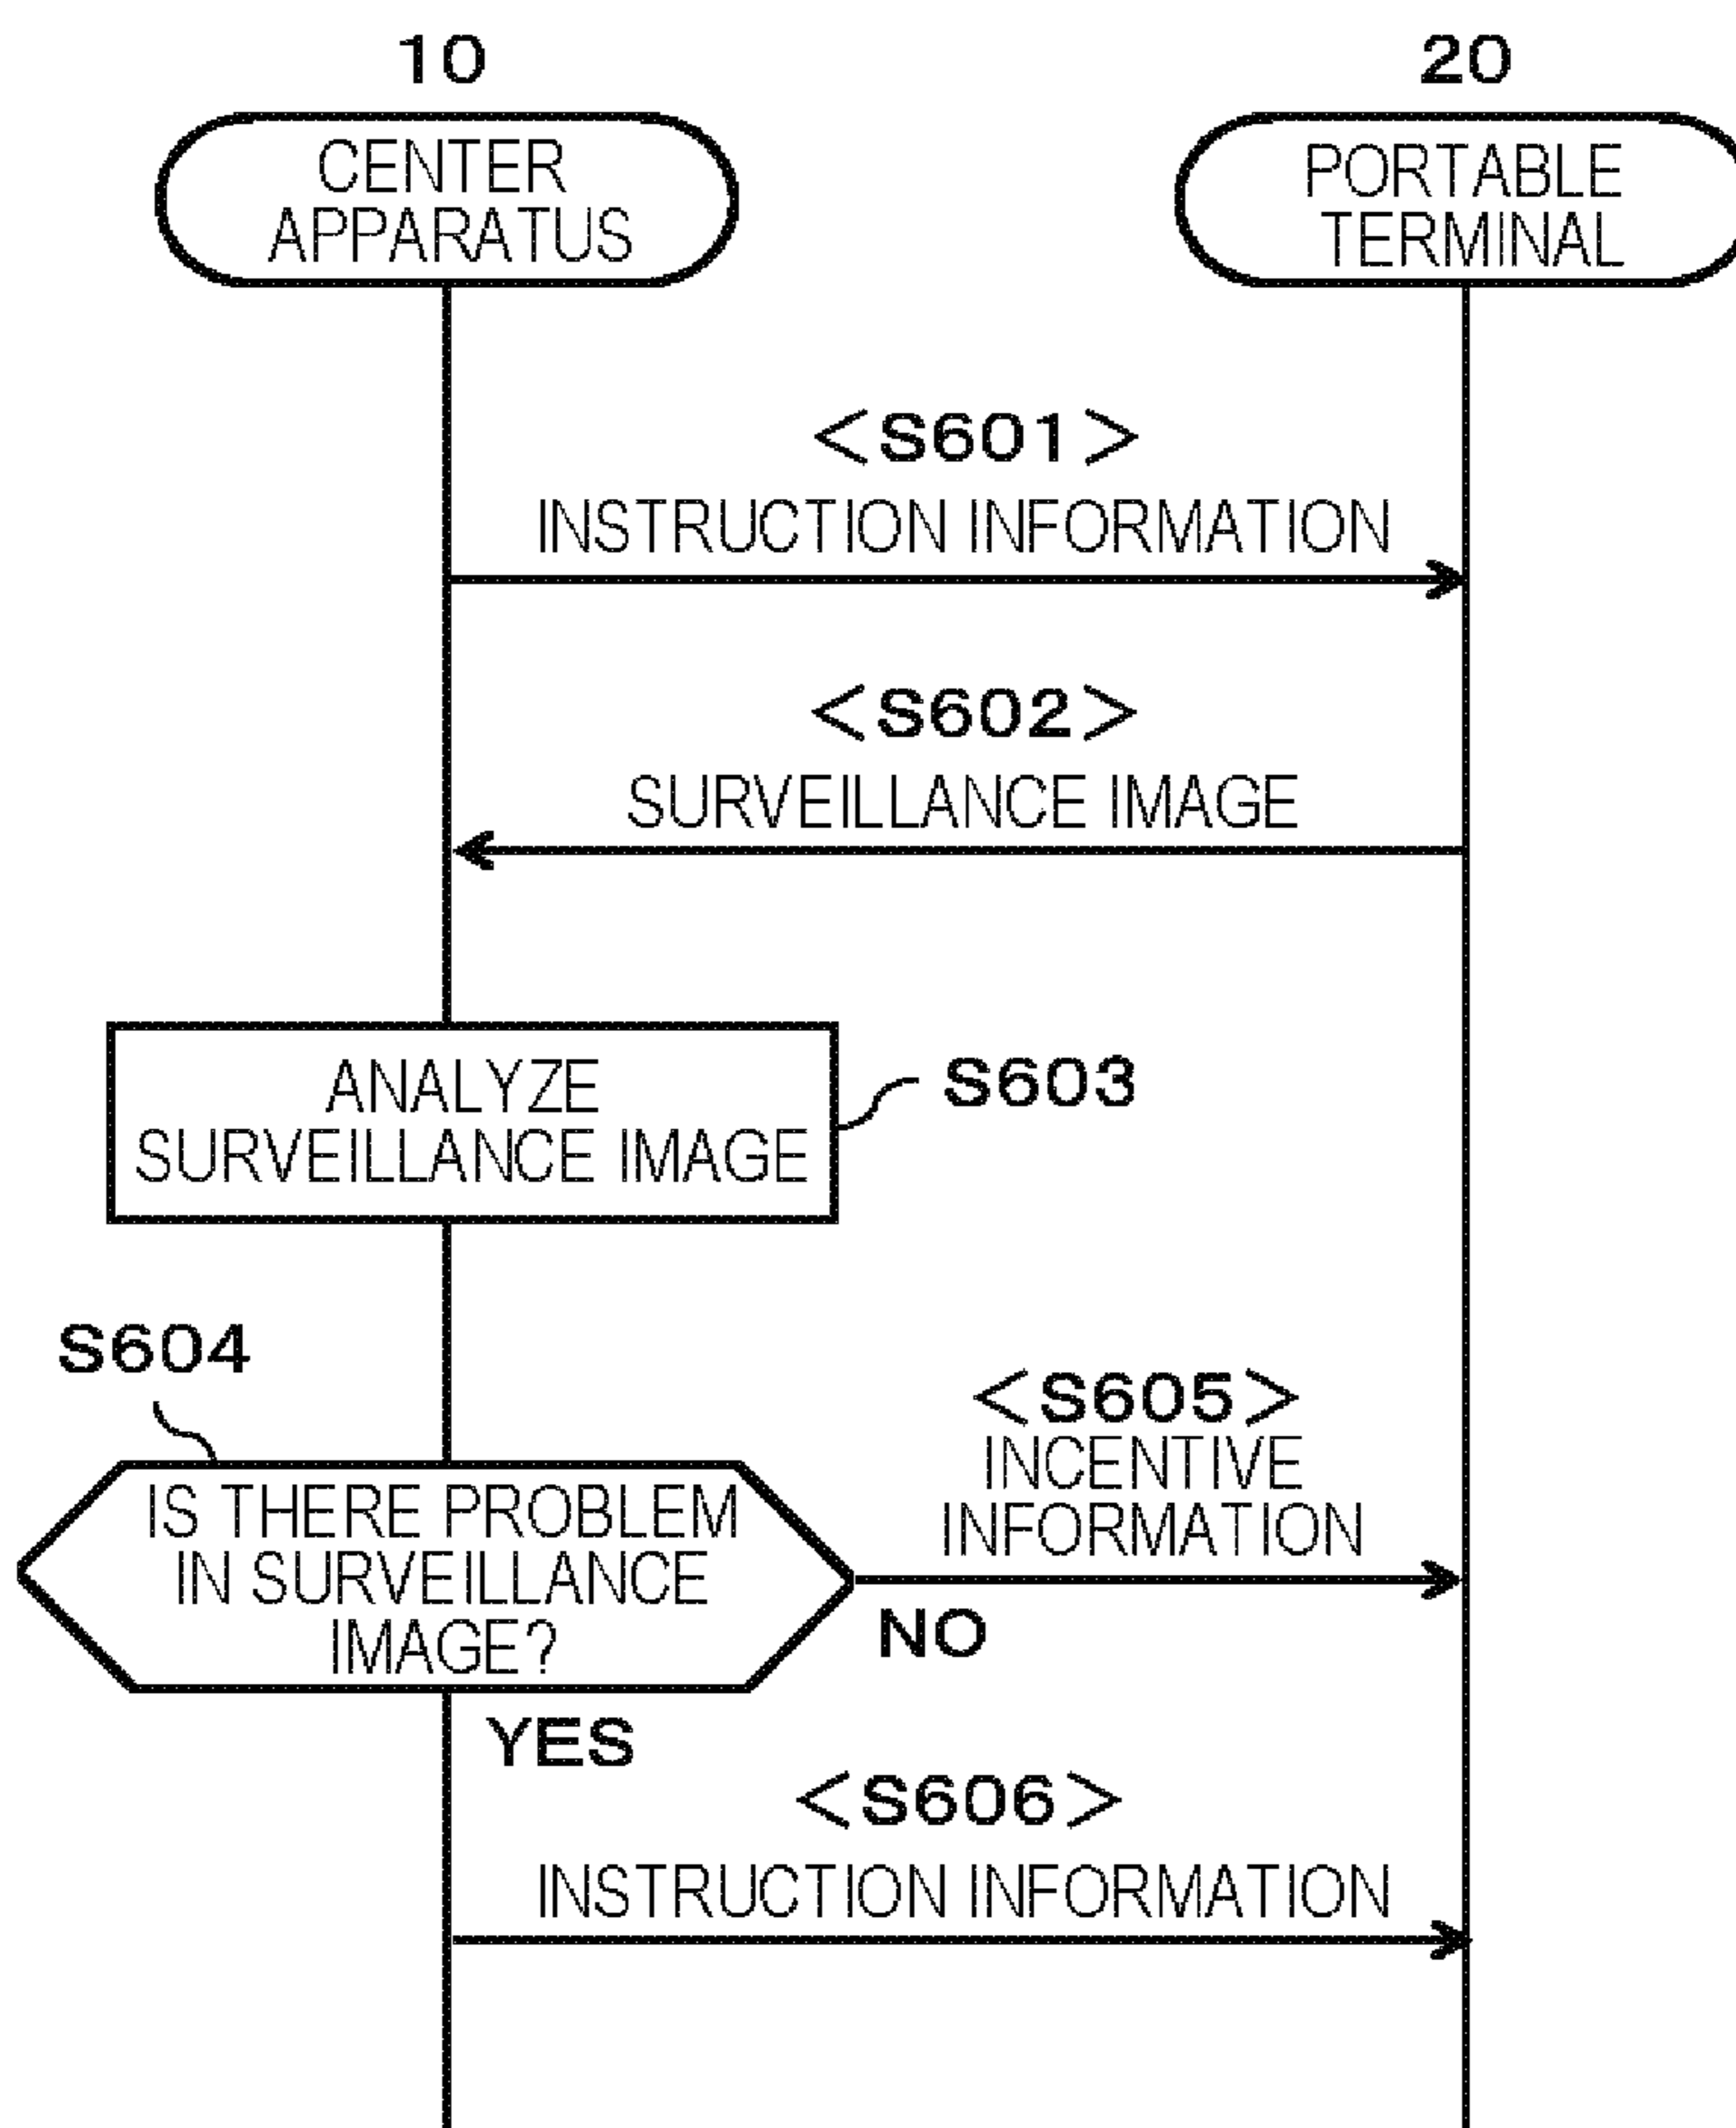 10
20
CENTER
APPARATUS
PORTABLE
TERMINAL
<S601>
INSTRUCTION INFORMATION
<S602>
SURVEILLANCE IMAGE
ANALYZE
SURVEILLANCE IMAGE
S603
S604
<S605>
INCENTIVE
INFORMATION
IS THERE PROBLEM
IN SURVEILLANCE
IMAGE?
NO
YES
<S606>
INSTRUCTION INFORMATION